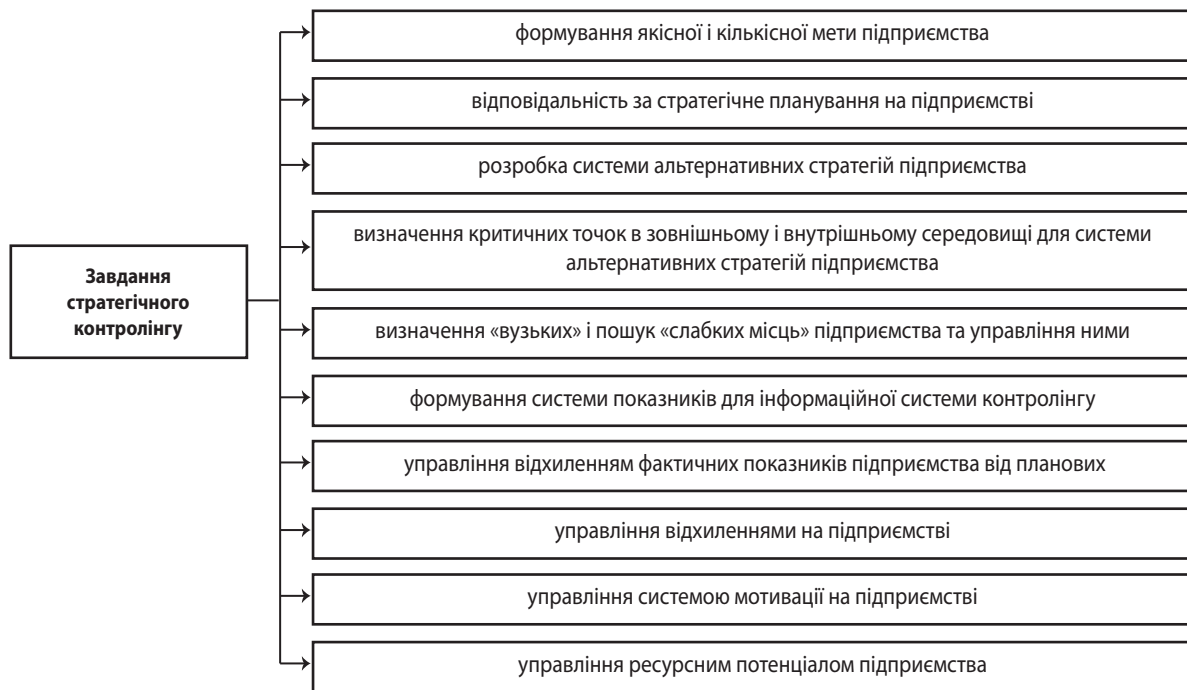 формування якісної і кількісної мети підприємства
відповідальність за стратегічне планування на підприємстві
розробка системи альтернативних стратегій підприємства
визначення критичних точок в зовнішньому і внутрішньому середовищі для системи
альтернативних стратегій підприємства
Завдання
стратегічного
контролінгу
визначення «вузьких» і пошук «слабких місць» підприємства та управління ними
формування системи показників для інформаційної системи контролінгу
управління відхиленням фактичних показників підприємства від планових
управління відхиленнями на підприємстві
управління системою мотивації на підприємстві
управління ресурсним потенціалом підприємства